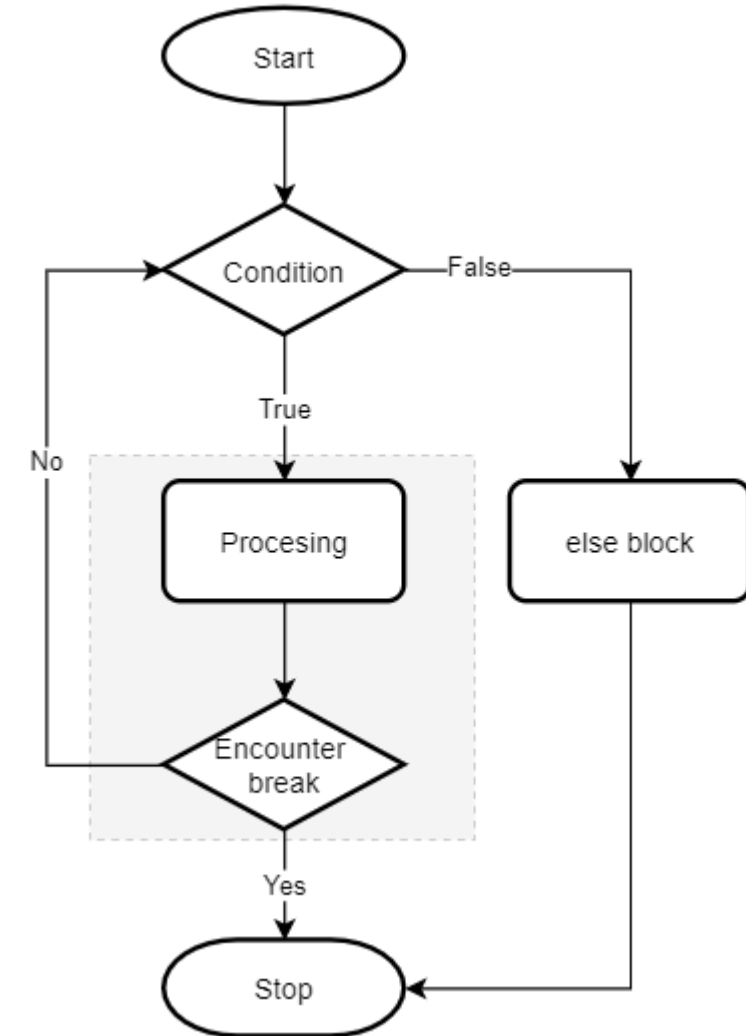 Start
Condition
False
True
No
Procesing
else block
Encounter
break
Yes
Stop